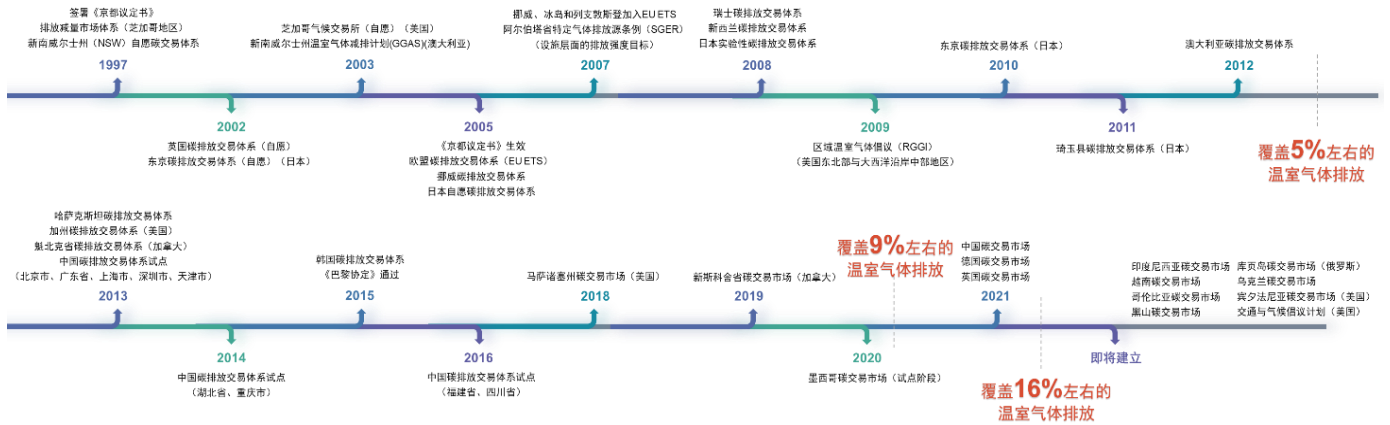 签署《京都议定书》
排放减量市场体系（芝加哥地区）
新南威尔士州（NSW）自愿碳交易体系
1997
英国碳排放交易体系（自愿）
东京碳排放交易体系（自愿）（日本）
2002
芝加哥气候交易所（自愿）（美国）
新南威尔士州温室气体减排计划(GGAS)(澳大利亚)
2003
2005
《京都议定书》生效
欧盟碳排放交易体系（EU ETS）
挪威碳排放交易体系
日本自愿碳排放交易体系
挪威、冰岛和列支敦斯登加入EU ETS
阿尔伯塔省特定气体排放源条例（SGER）
（设施层面的排放强度目标）
2007
瑞士碳排放交易体系
新西兰碳排放交易体系
日本实验性碳排放交易体系
2008
2009
区域温室气体倡议（RGGI）
（美国东北部与大西洋沿岸中部地区）
东京碳排放交易体系（日本）
2010
2011
琦玉县碳排放交易体系（日本）
澳大利亚碳排放交易体系
2012
覆盖5%左右的
温室气体排放
哈萨克斯坦碳排放交易体系
加州碳排放交易体系（美国）
魁北克省碳排放交易体系（加拿大）
中国碳排放交易体系试点
（北京市、广东省、上海市、深圳市、天津市）
2013
2014
中国碳排放交易体系试点
（湖北省、重庆市）
韩国碳排放交易体系
《巴黎协定》通过
2015
2016
中国碳排放交易体系试点
（福建省、四川省）
马萨诸塞州碳交易市场（美国）
2018
新斯科舍省碳交易市场（加拿大）
2019
2020
墨西哥碳交易市场（试点阶段）
覆盖9%左右的
温室气体排放
中国碳交易市场
德国碳交易市场
英国碳交易市场
2021
覆盖16%左右的
温室气体排放
印度尼西亚碳交易市场
越南碳交易市场
哥伦比亚碳交易市场
黑山碳交易市场
库页岛碳交易市场（俄罗斯）
乌克兰碳交易市场
宾夕法尼亚碳交易市场（美国）
交通与气候倡议计划（美国）
即将建立